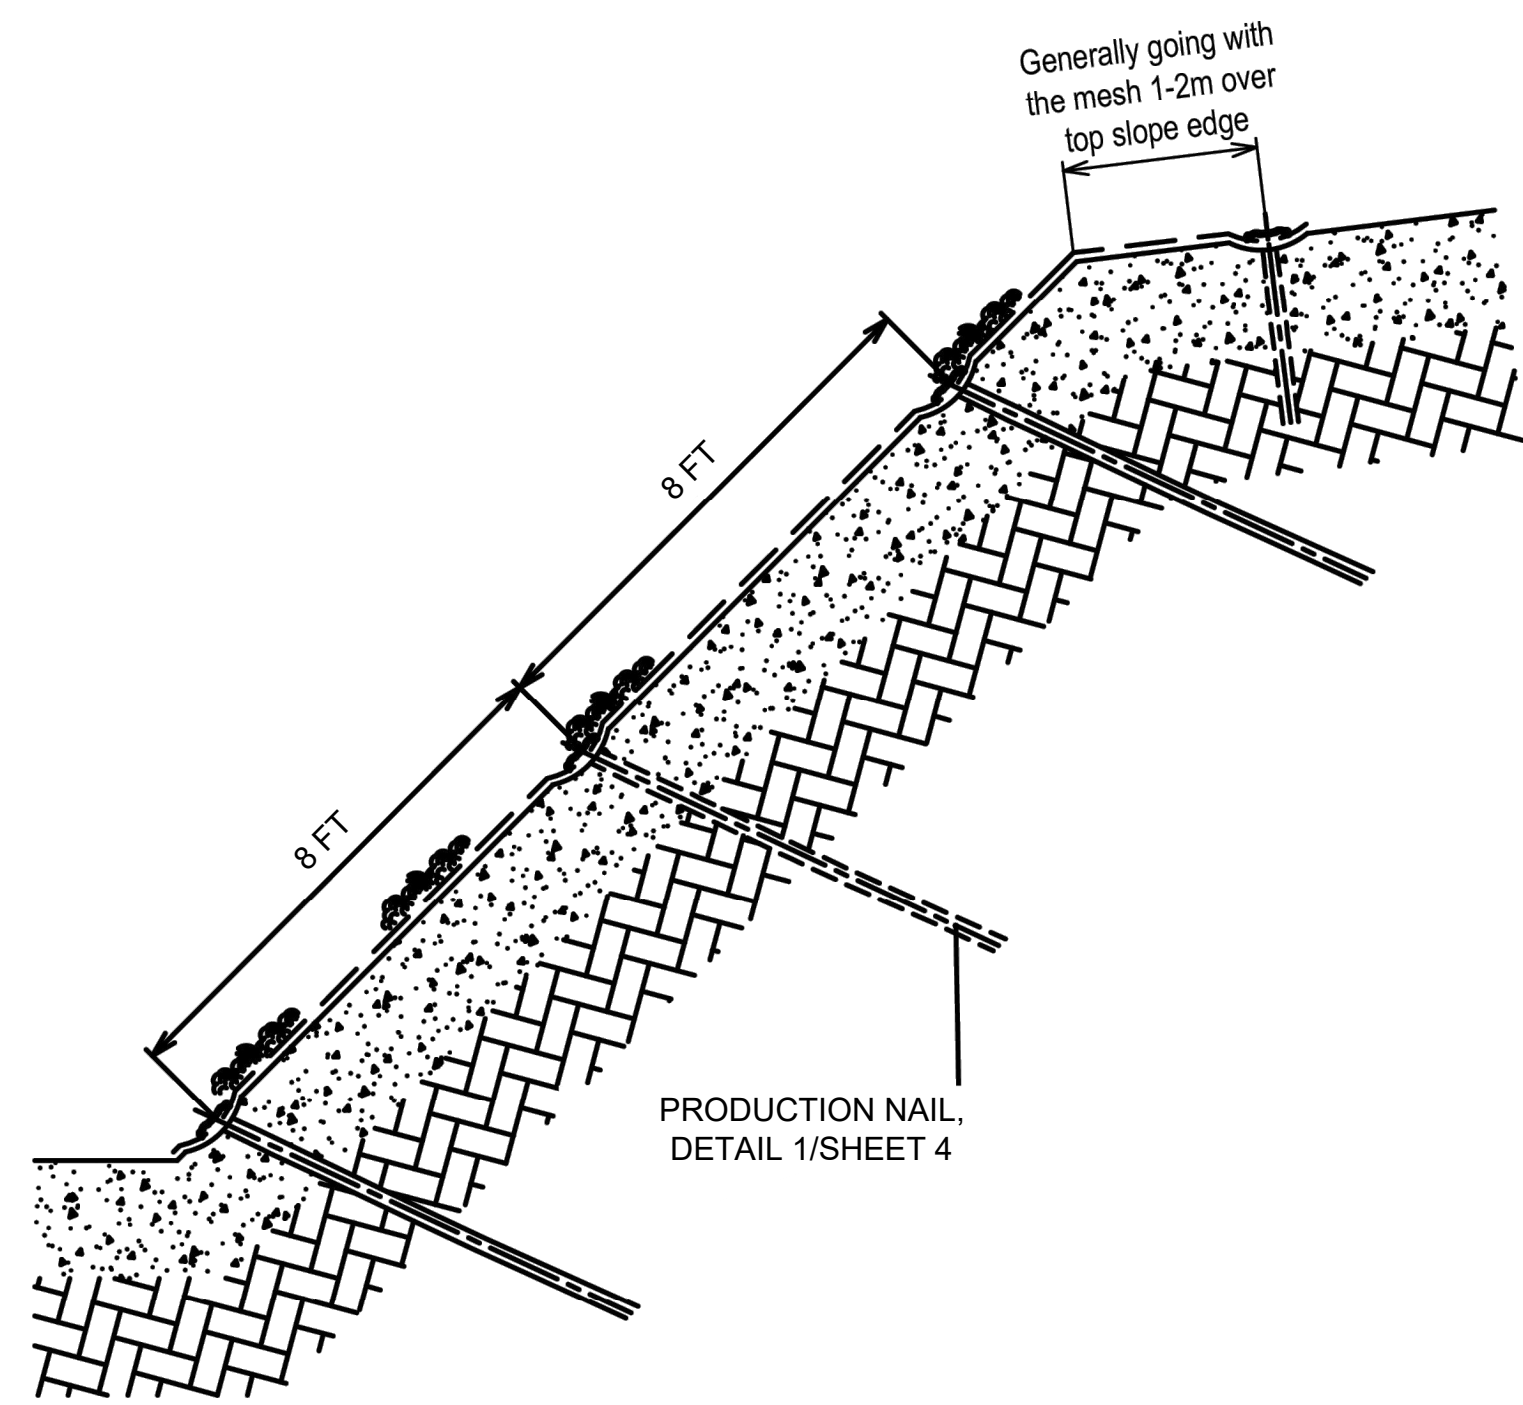 Generally going with
the mesh 1-2m over
top slope edge
8 FT
8 FT
PRODUCTION NAIL,
DETAIL 1/SHEET 4